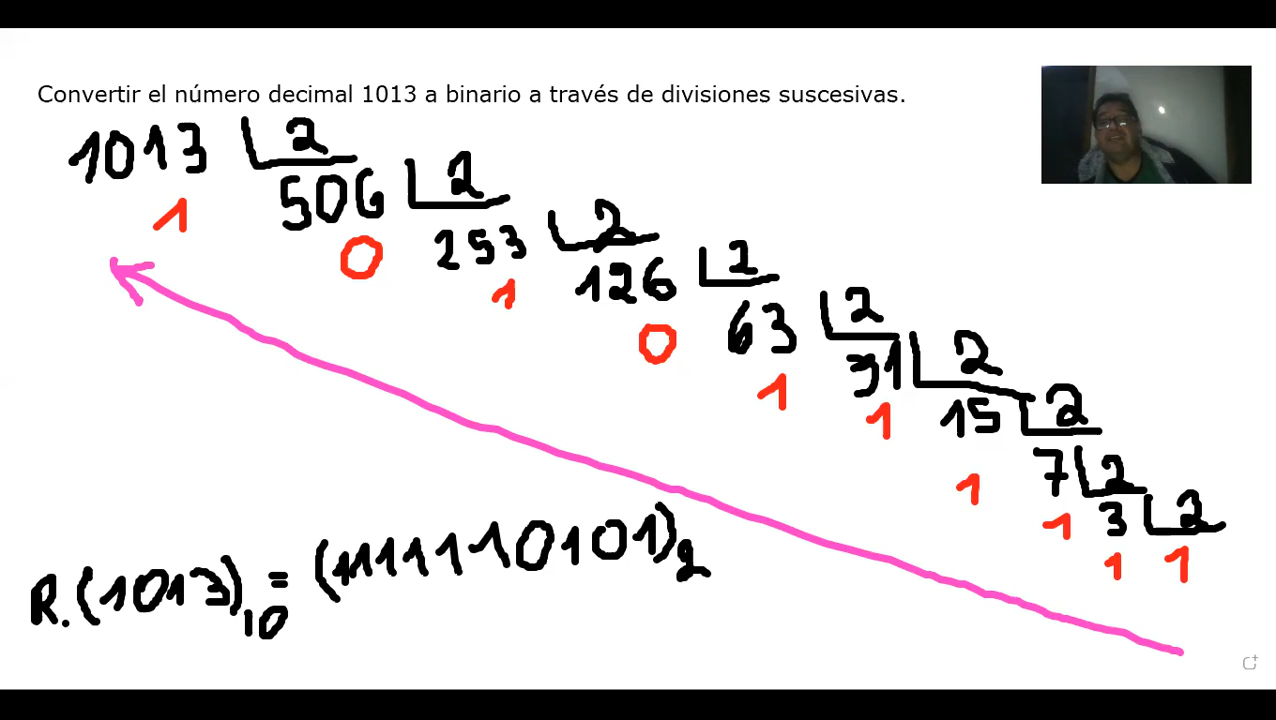 Convertir el número decimal 1013 a binario a través de divisiones suscesivas.
1013 2
1 506 2
0 253 2
1 126 2
0 63 2
1 31 2
1 15 2
1 7 2
1 3 2
1 1
R. (1013)10 = (1111110101)2